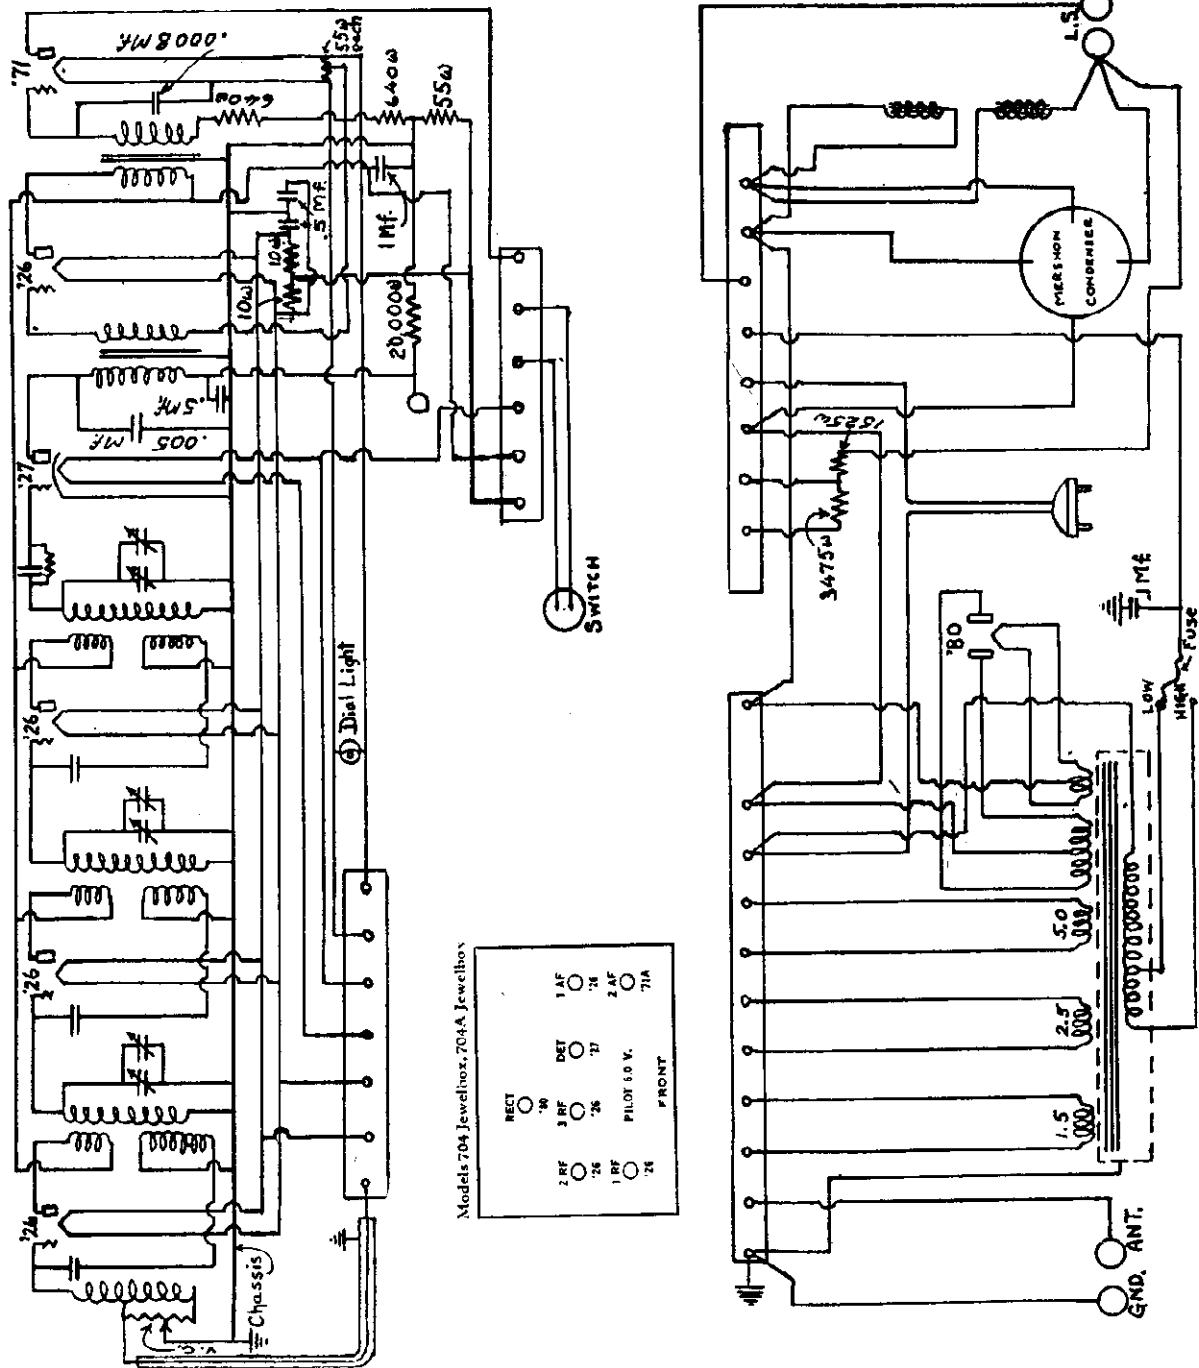 '71
.0008 Mf.
640ω
55ω
each
640ω
55ω
'26
10ω
10ω
.5 Mf.
1 Mf.
20,000ω
.5 Mf.
.005 Mf.
'27
'26
'26
'26
V.C.
Chassis
Dial Light
SWITCH
Models 704 Jewelbox, 704A Jewelbox
RECT
'80
2 RF
'26
3 RF
'26
DET
'27
1 AF
'26
1 RF
'26
PILOT 6.0 V.
2 AF
'71A
FRONT
L.S.
MERSHON
CONDENSER
1525ω
3475ω
'80
1 Mf.
LOW
HIGH
Fuse
5.0
2.5
1.5
ANT.
GND.